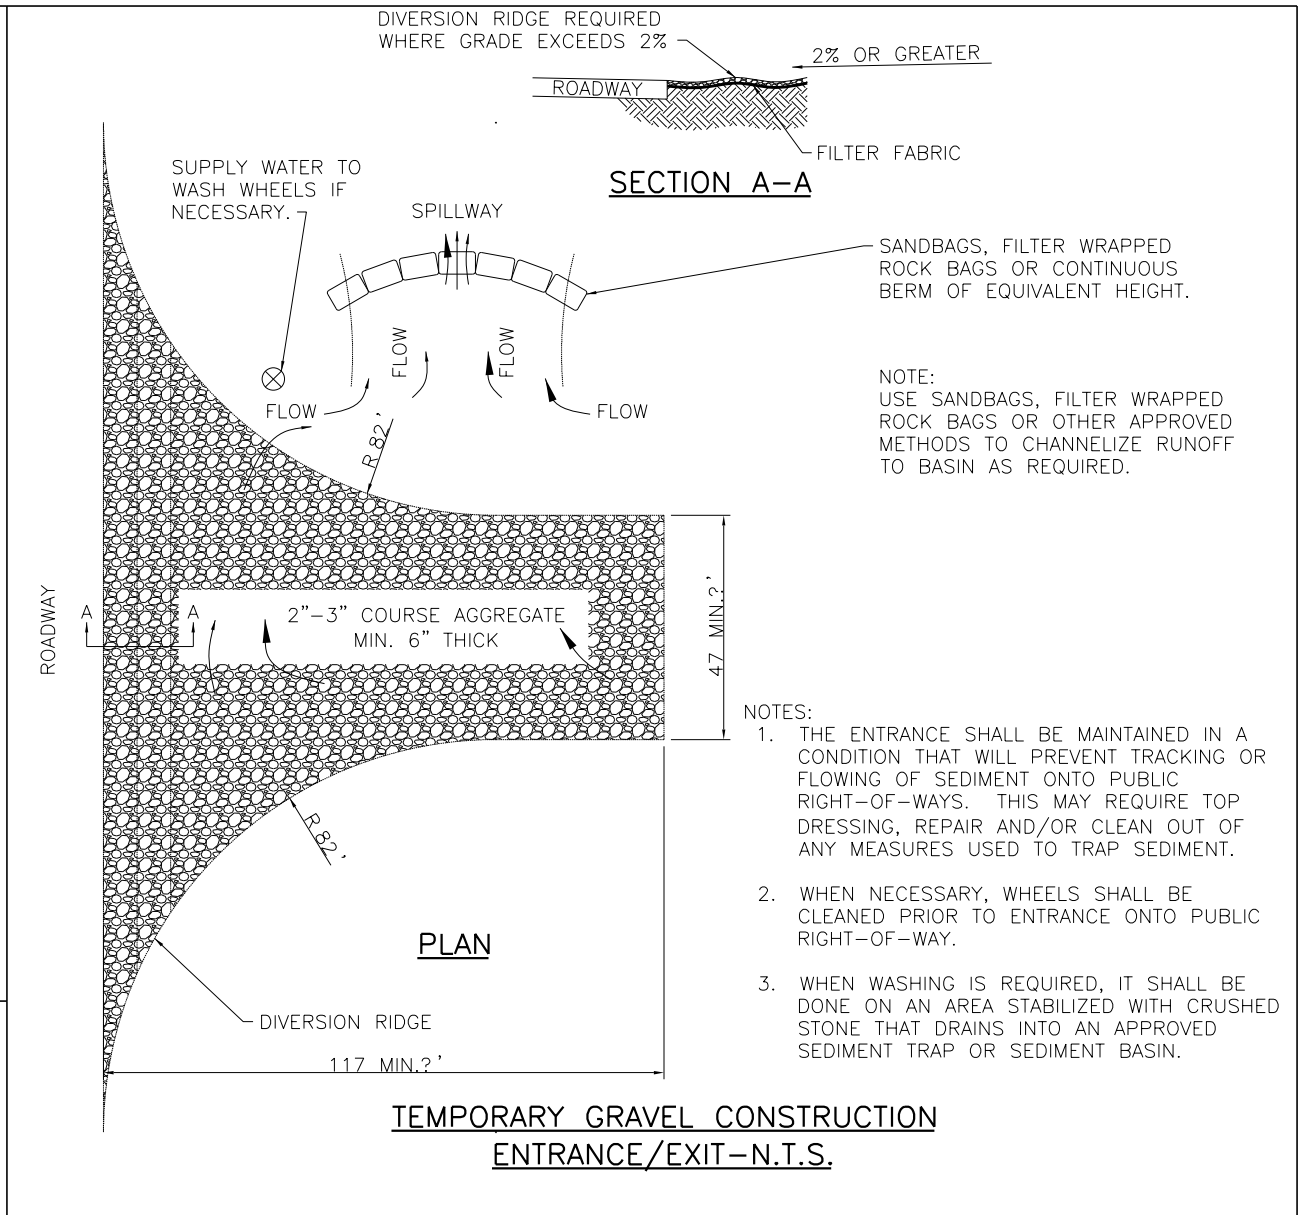 DIVERSION RIDGE REQUIRED
WHERE GRADE EXCEEDS 2%
2% OR GREATER
ROADWAY
FILTER FABRIC
SECTION A-A
SUPPLY WATER TO
WASH WHEELS IF
NECESSARY.
SPILLWAY
SANDBAGS, FILTER WRAPPED
ROCK BAGS OR CONTINUOUS
BERM OF EQUIVALENT HEIGHT.
FLOW
FLOW
FLOW
FLOW
R 82'
NOTE:
USE SANDBAGS, FILTER WRAPPED
ROCK BAGS OR OTHER APPROVED
METHODS TO CHANNELIZE RUNOFF
TO BASIN AS REQUIRED.
ROADWAY
A
A
2"-3" COURSE AGGREGATE
MIN. 6" THICK
47 MIN.?'
R 82'
PLAN
DIVERSION RIDGE
117 MIN.?'
NOTES:
1. THE ENTRANCE SHALL BE MAINTAINED IN A
CONDITION THAT WILL PREVENT TRACKING OR
FLOWING OF SEDIMENT ONTO PUBLIC
RIGHT-OF-WAYS. THIS MAY REQUIRE TOP
DRESSING, REPAIR AND/OR CLEAN OUT OF
ANY MEASURES USED TO TRAP SEDIMENT.
2. WHEN NECESSARY, WHEELS SHALL BE
CLEANED PRIOR TO ENTRANCE ONTO PUBLIC
RIGHT-OF-WAY.
3. WHEN WASHING IS REQUIRED, IT SHALL BE
DONE ON AN AREA STABILIZED WITH CRUSHED
STONE THAT DRAINS INTO AN APPROVED
SEDIMENT TRAP OR SEDIMENT BASIN.
TEMPORARY GRAVEL CONSTRUCTION
ENTRANCE/EXIT-N.T.S.